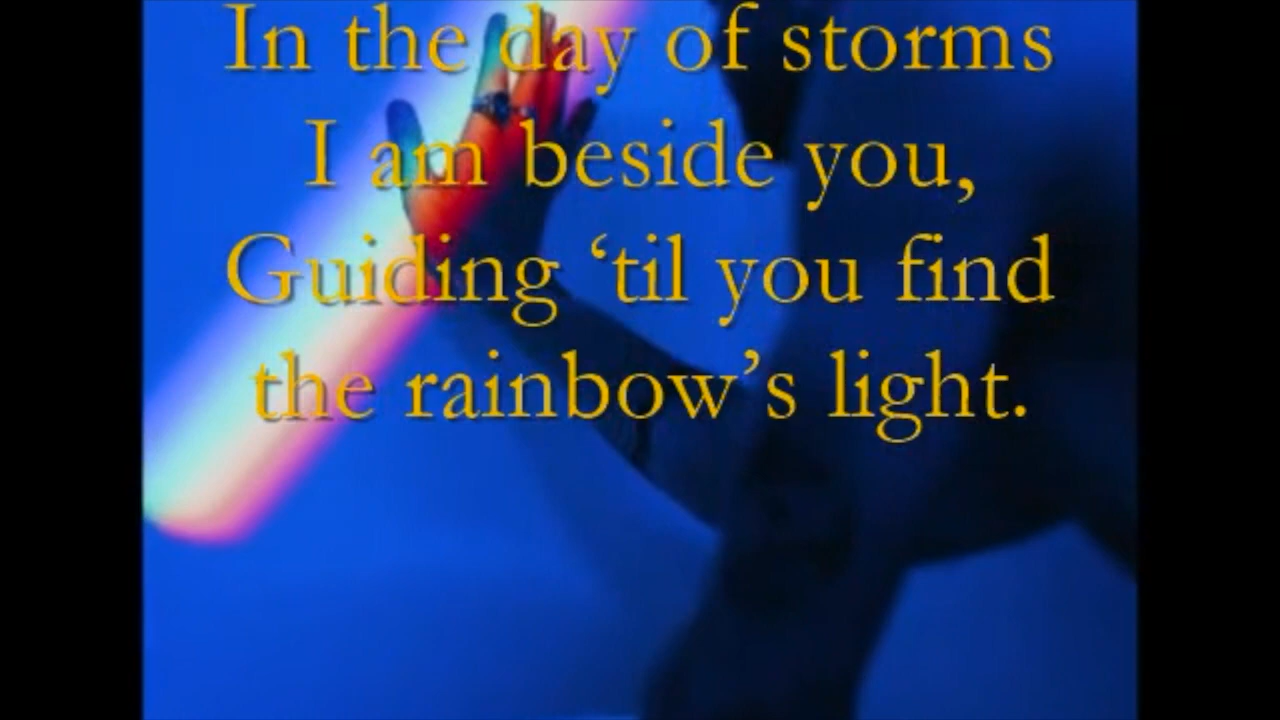 In the day of storms
I am beside you,
Guiding ‘til you find
the rainbow’s light.